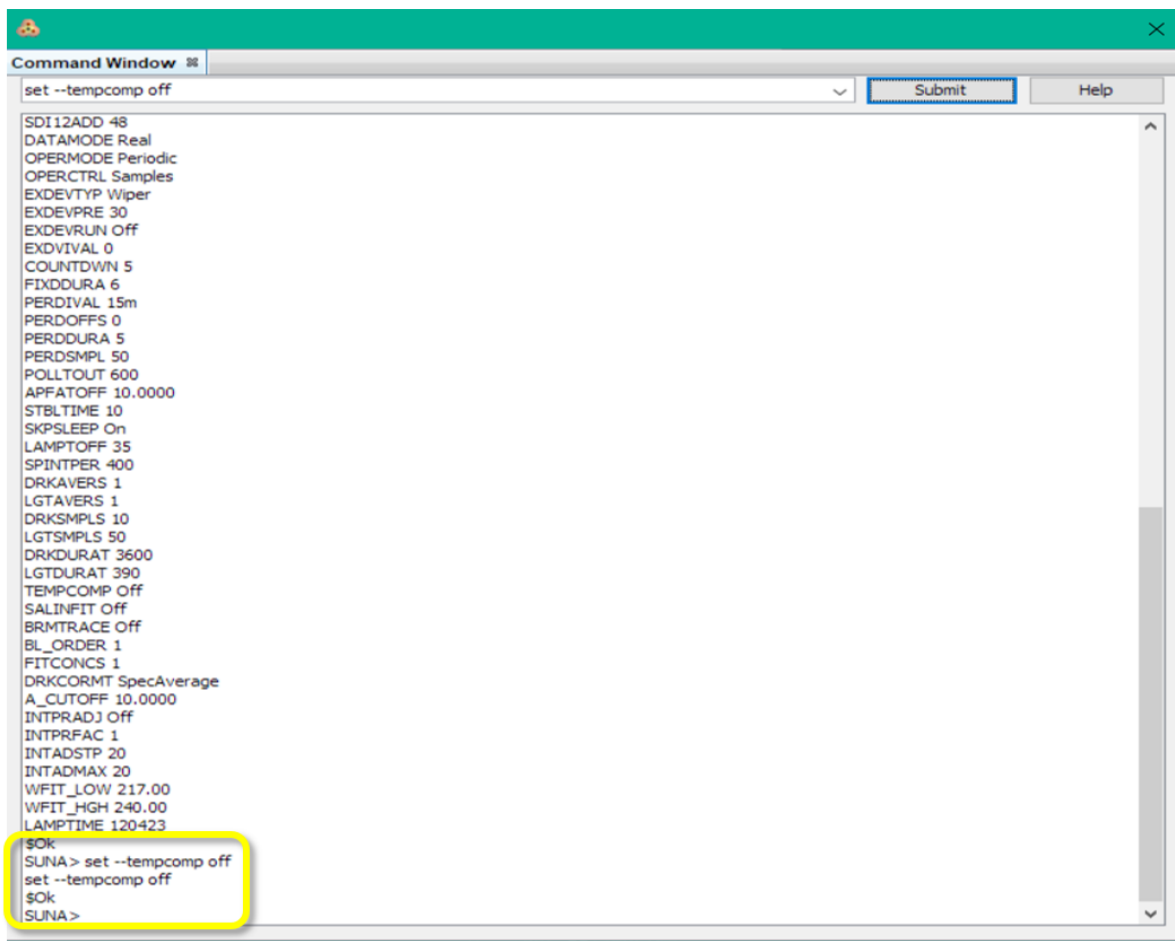 Command Window
set --tempcomp off
Submit
Help
SDI12ADD 48
DATAMODE Real
OPERMODE Periodic
OPERCTRL Samples
EXDEVTYP Wiper
EXDEVPRE 30
EXDEVRUN Off
EXDVIVAL 0
COUNTDWN 5
FIXDDURA 6
PERDIVAL 15m
PERDOFFS 0
PERDDURA 5
PERDSMPL 50
POLLTOUT 600
APFATOFF 10.0000
STBLTIME 10
SKPSLEEP On
LAMPTOFF 35
SPINTPER 400
DRKAVERS 1
LGTAVERS 1
DRKSMPLS 10
LGTSMPLS 50
DRKDURAT 3600
LGTDURAT 390
TEMPCOMP Off
SALINFIT Off
BRMTRACE Off
BL_ORDER 1
FITCONCS 1
DRKCORMT SpecAverage
A_CUTOFF 10.0000
INTPRADJ Off
INTPRFAC 1
INTADSTP 20
INTADMAX 20
WFIT_LOW 217.00
WFIT_HGH 240.00
LAMPTIME 120423
$Ok
SUNA> set --tempcomp off
set --tempcomp off
$Ok
SUNA>